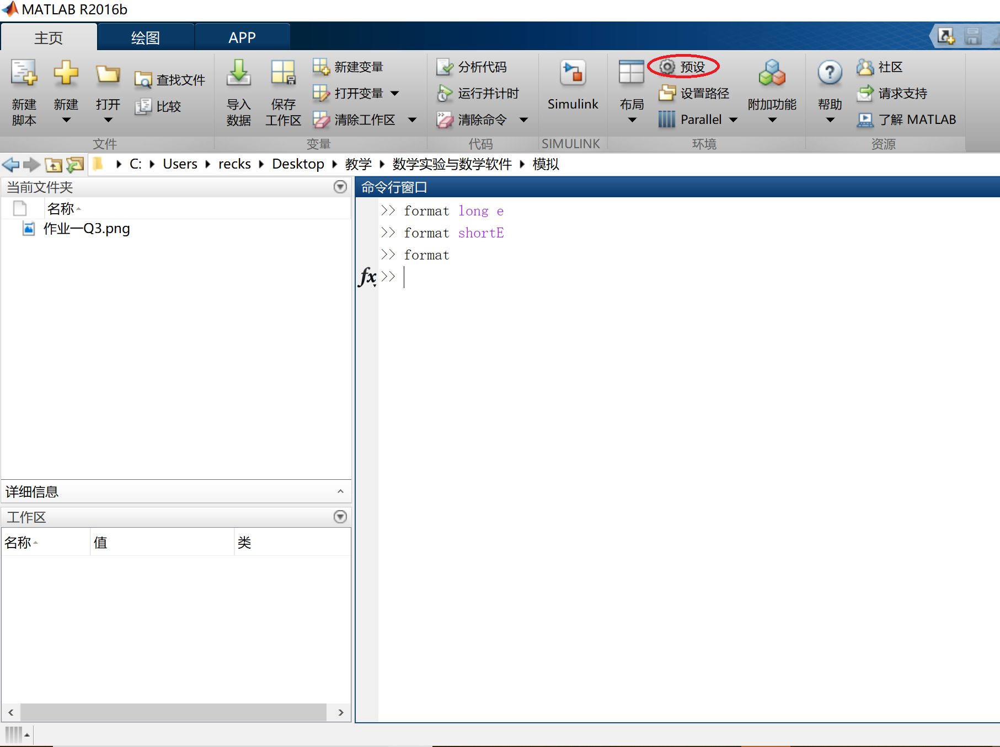 MATLAB R2016b
主页 绘图 APP
新建脚本 新建 打开 查找文件 比较
导入数据 保存工作区 新建变量 打开变量 清除工作区
分析代码 运行并计时 清除命令
Simulink
布局 预设 设置路径 Parallel 附加功能
帮助 社区 请求支持 了解 MATLAB
文件 变量 代码 SIMULINK 环境 资源
C: Users recks Desktop 教学 数学实验与数学软件 模拟
当前文件夹
名称
作业一Q3.png
详细信息
工作区
名称 值 类
命令行窗口
>> format long e
>> format shortE
>> format
fx >>